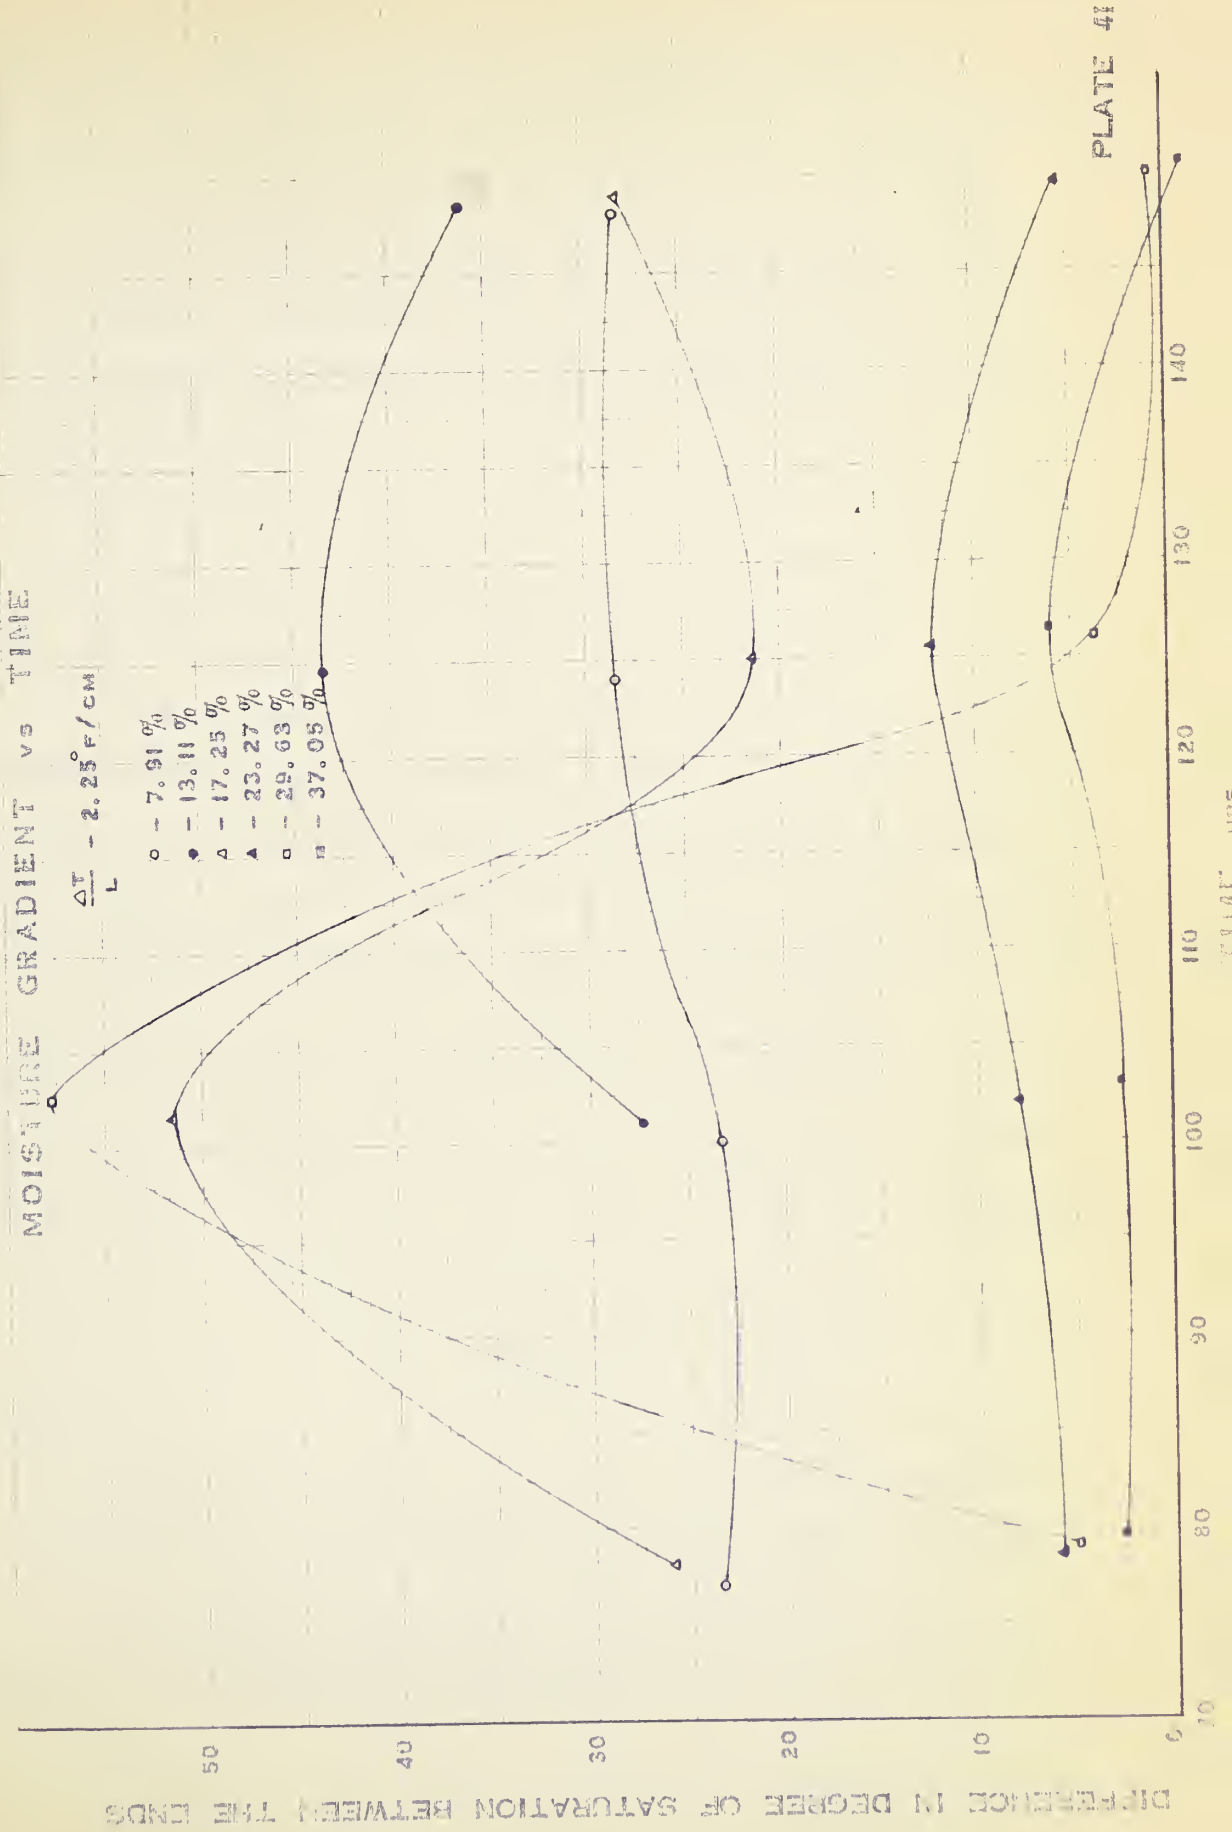 MOISTURE GRADIENT vs TIME
ΔT
L
- 2.25°F/CM
○ - 7.91 %
● - 13.11 %
△ - 17.25 %
▲ - 23.27 %
□ - 29.63 %
■ - 37.05 %
DIFFERENCE IN DEGREE OF SATURATION BETWEEN THE ENDS
50
40
30
20
10
0
80
90
100
110
120
130
140
PLATE 41